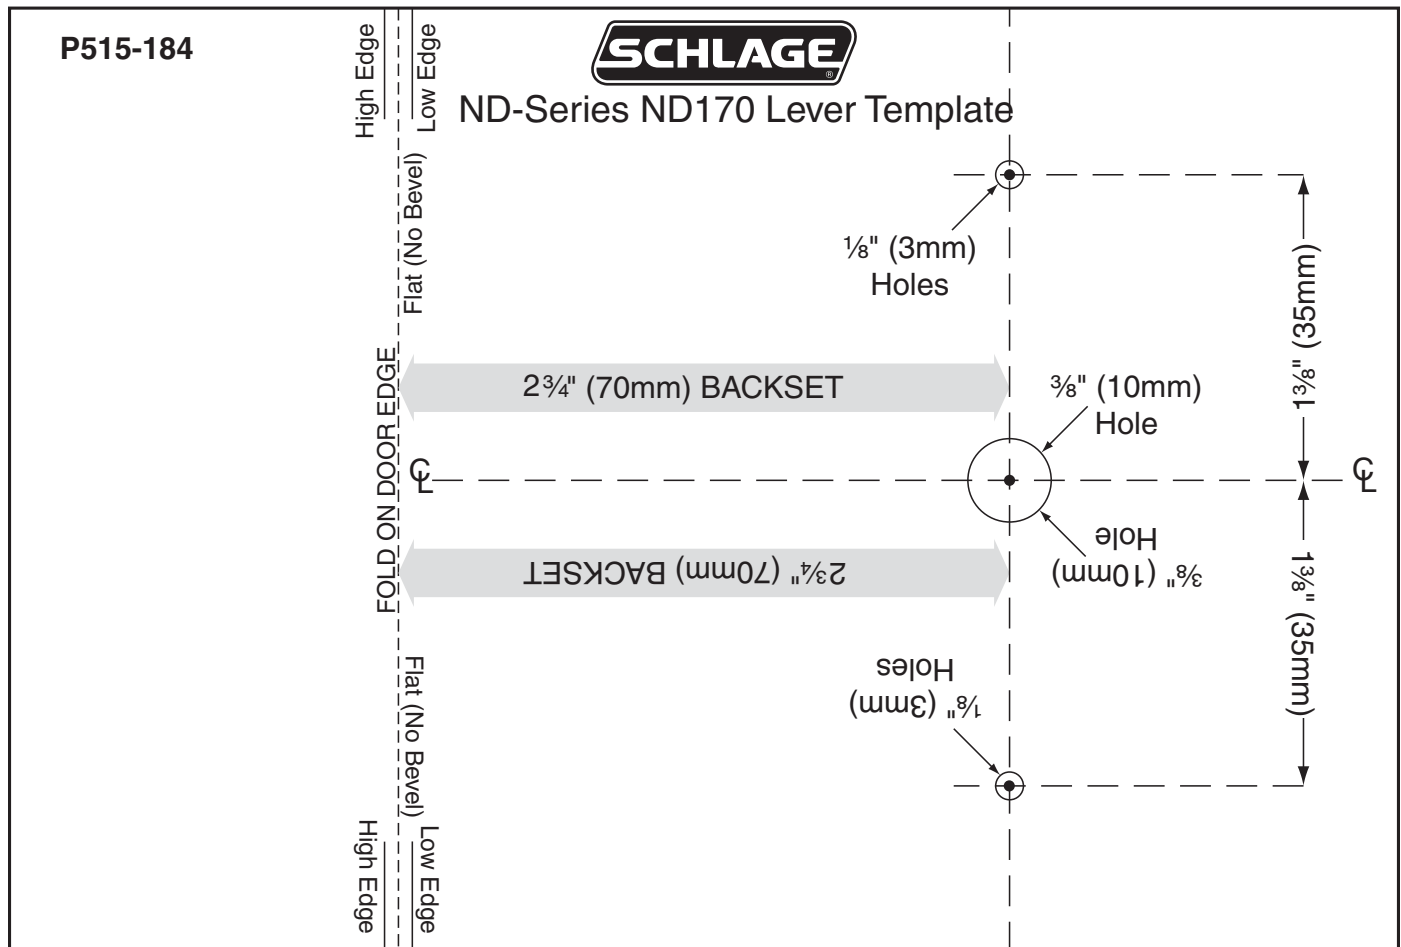 P515-184
High Edge
Low Edge
SCHLAGE
®
ND-Series ND170 Lever Template
Flat (No Bevel)
⅛" (3mm)
Holes
1⅜" (35mm)
FOLD ON DOOR EDGE
2¾" (70mm) BACKSET
⅜" (10mm)
Hole
℄
℄
2¾" (70mm) BACKSET
⅜" (10mm)
Hole
1⅜" (35mm)
Flat (No Bevel)
⅛" (3mm)
Holes
High Edge
Low Edge